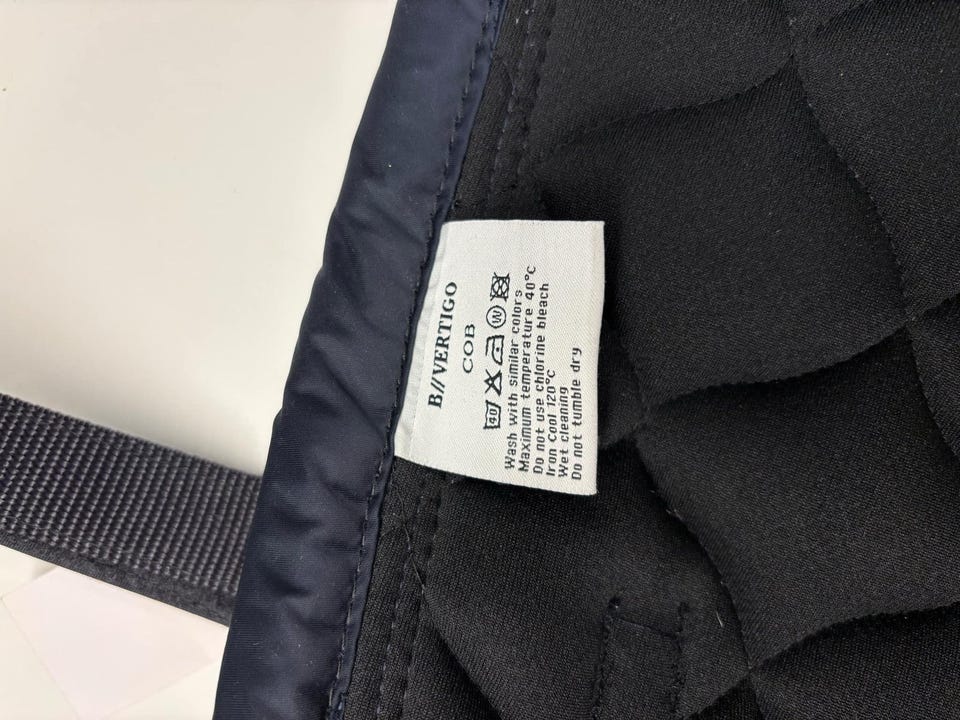 B//VERTIGO
COB
40 W
Wash with similar colors
Maximum temperature 40°C
Do not use chlorine bleach
Iron Cool 120°C
Wet cleaning
Do not tumble dry